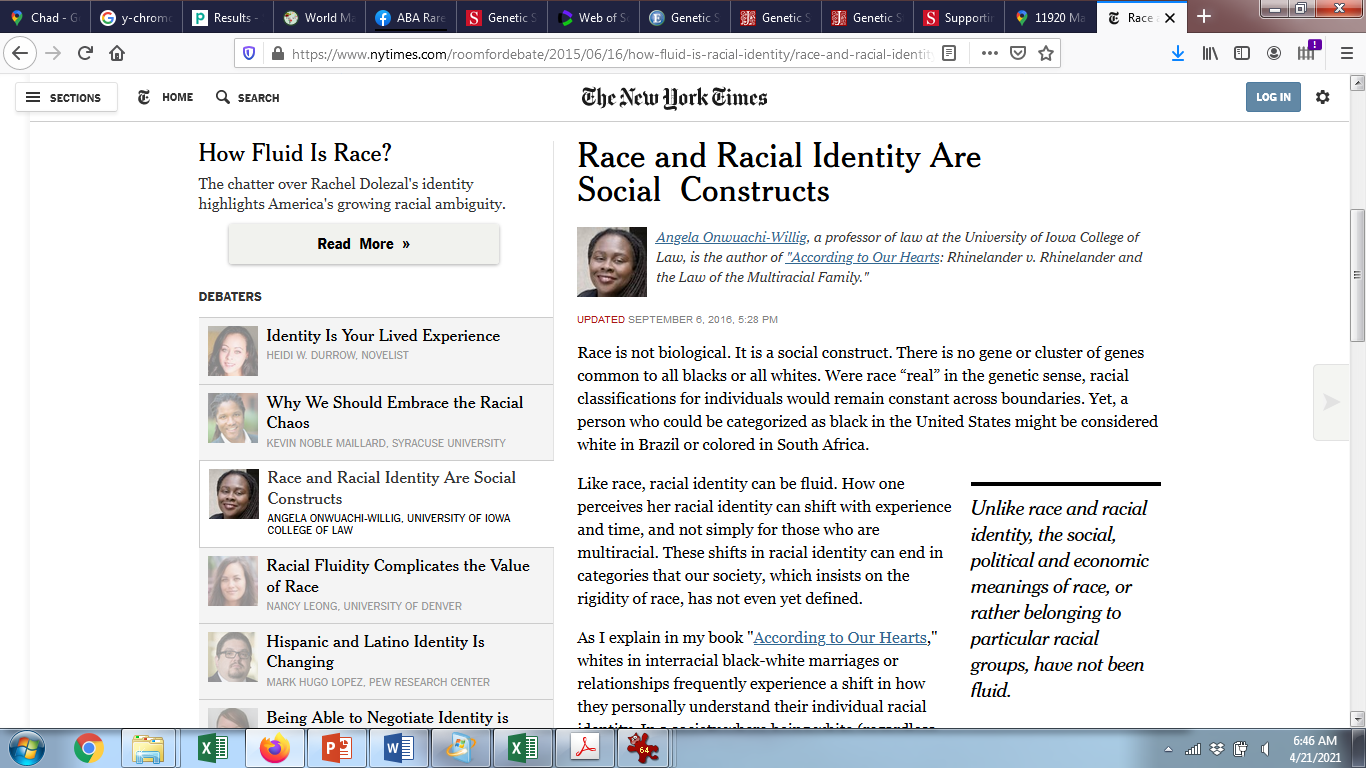 Chad - G
y-chrom
Results -
World Ma
ABA Rare
Genetic S
Web of S
Genetic S
Genetic S
Genetic S
Supporti
11920 Ma
Race
https://www.nytimes.com/roomfordebate/2015/06/16/how-fluid-is-racial-identity/race-and-racial-identit
SECTIONS
HOME
SEARCH
The New York Times
LOG IN
How Fluid Is Race?
The chatter over Rachel Dolezal's identity
highlights America's growing racial ambiguity.
Read More »
DEBATERS
Identity Is Your Lived Experience
HEIDI W. DURROW, NOVELIST
Why We Should Embrace the Racial
Chaos
KEVIN NOBLE MAILLARD, SYRACUSE UNIVERSITY
Race and Racial Identity Are Social
Constructs
ANGELA ONWUACHI-WILLIG, UNIVERSITY OF IOWA
COLLEGE OF LAW
Racial Fluidity Complicates the Value
of Race
NANCY LEONG, UNIVERSITY OF DENVER
Hispanic and Latino Identity Is
Changing
MARK HUGO LOPEZ, PEW RESEARCH CENTER
Being Able to Negotiate Identity is
Race and Racial Identity Are
Social Constructs
Angela Onwuachi-Willig, a professor of law at the University of Iowa College of
Law, is the author of "According to Our Hearts: Rhinelander v. Rhinelander and
the Law of the Multiracial Family."
UPDATED SEPTEMBER 6, 2016, 5:28 PM
Race is not biological. It is a social construct. There is no gene or cluster of genes
common to all blacks or all whites. Were race “real” in the genetic sense, racial
classifications for individuals would remain constant across boundaries. Yet, a
person who could be categorized as black in the United States might be considered
white in Brazil or colored in South Africa.
Like race, racial identity can be fluid. How one
perceives her racial identity can shift with experience
and time, and not simply for those who are
multiracial. These shifts in racial identity can end in
categories that our society, which insists on the
rigidity of race, has not even yet defined.
As I explain in my book "According to Our Hearts,"
whites in interracial black-white marriages or
relationships frequently experience a shift in how
they personally understand their individual racial
identity. In a society where being white (regardless
Unlike race and racial
identity, the social,
political and economic
meanings of race, or
rather belonging to
particular racial
groups, have not been
fluid.
64
6:46 AM
4/21/2021